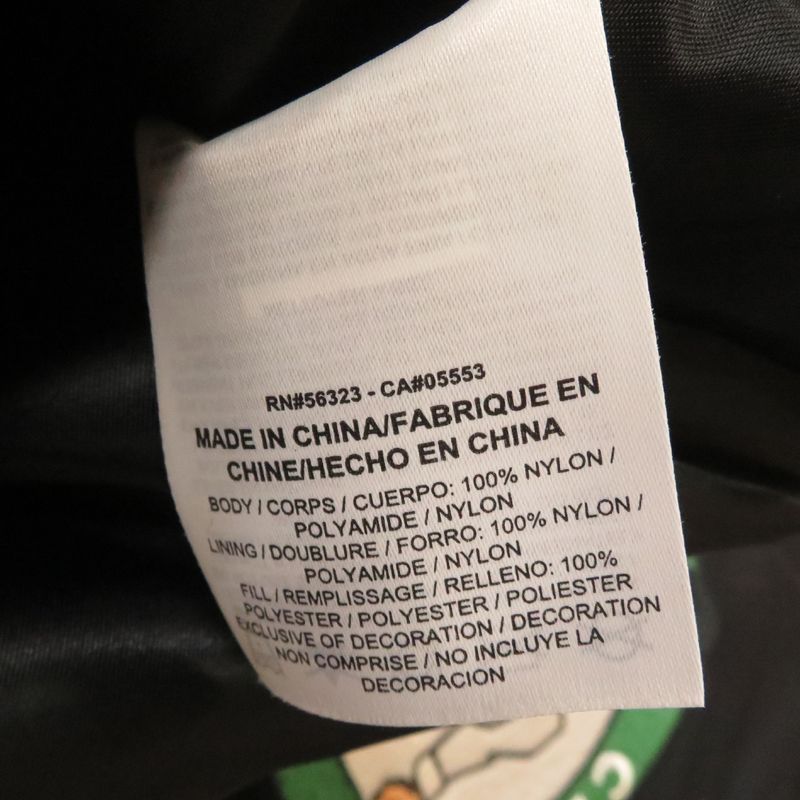 RN#56323 - CA#05553
MADE IN CHINA/FABRIQUE EN
CHINE/HECHO EN CHINA
BODY / CORPS / CUERPO: 100% NYLON /
POLYAMIDE / NYLON
LINING / DOUBLURE / FORRO: 100% NYLON /
POLYAMIDE / NYLON
FILL / REMPLISSAGE / RELLENO: 100%
POLYESTER / POLYESTER / POLIESTER
EXCLUSIVE OF DECORATION / DECORATION
NON COMPRISE / NO INCLUYE LA
DECORACION